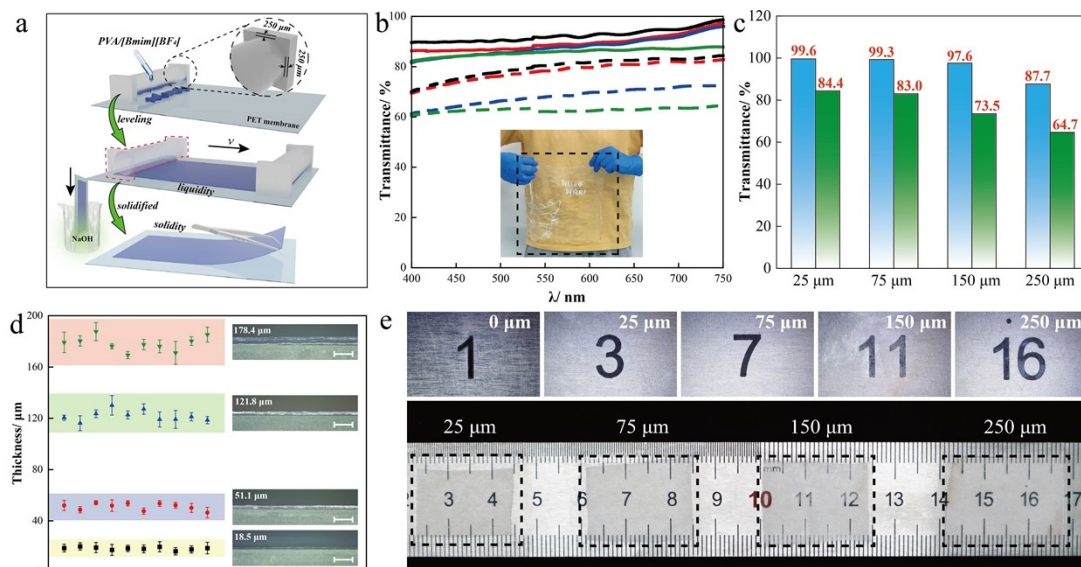 a
PVA/[Bmim][BF₄]
250 μm
250 μm
PET membrane
leveling
v
liquidity
solidified
NaOH
solidity
b
Transmittance/ %
100
80
60
40
20
80
60
40
20
0
400 450 500 550 600 650 700 750
λ/ nm
c
Transmittance/ %
120
100
80
60
40
20
0
99.6
84.4
99.3
83.0
97.6
73.5
87.7
64.7
25 μm 75 μm 150 μm 250 μm
d
Thickness/ μm
200
160
120
80
40
178.4 μm
121.8 μm
51.1 μm
18.5 μm
e
0 μm 25 μm 75 μm 150 μm 250 μm
1 3 7 11 16
25 μm 75 μm 150 μm 250 μm
mm
3 4 5 6 7 8 9 10 11 12 13 14 15 16 17